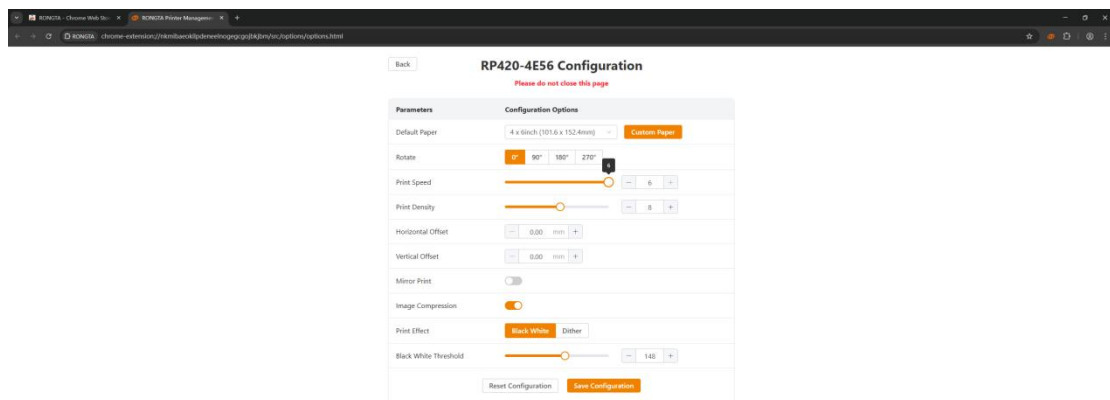 RONGTA - Chrome Web Sto
RONGTA Printer Managemen
RONGTA chrome-extension://nkmibaeoklipdeneelnogegcgojbkjbm/src/options/options.html
Back
RP420-4E56 Configuration
Please do not close this page
Parameters Configuration Options
Default Paper 4 x 6inch (101.6 x 152.4mm) Custom Paper
Rotate 0° 90° 180° 270°
6
Print Speed 6
Print Density 8
Horizontal Offset 0,00 mm
Vertical Offset 0,00 mm
Mirror Print
Image Compression
Print Effect Black White Dither
Black White Threshold 148
Reset Configuration Save Configuration